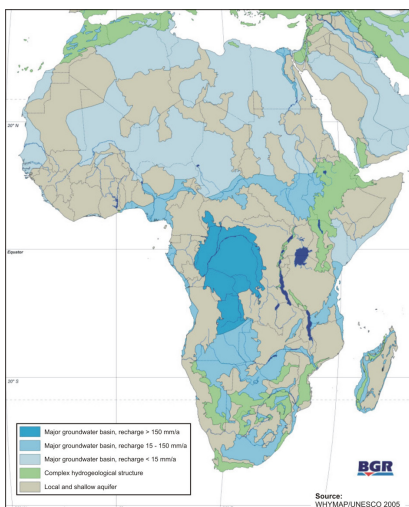 20° N
Equator
20° S
Major groundwater basin, recharge > 150 mm/a
Major groundwater basin, recharge 15 - 150 mm/a
Major groundwater basin, recharge < 15 mm/a
Complex hydrogeological structure
Local and shallow aquifer
BGR
Source:
WHYMAP/UNESCO 2005